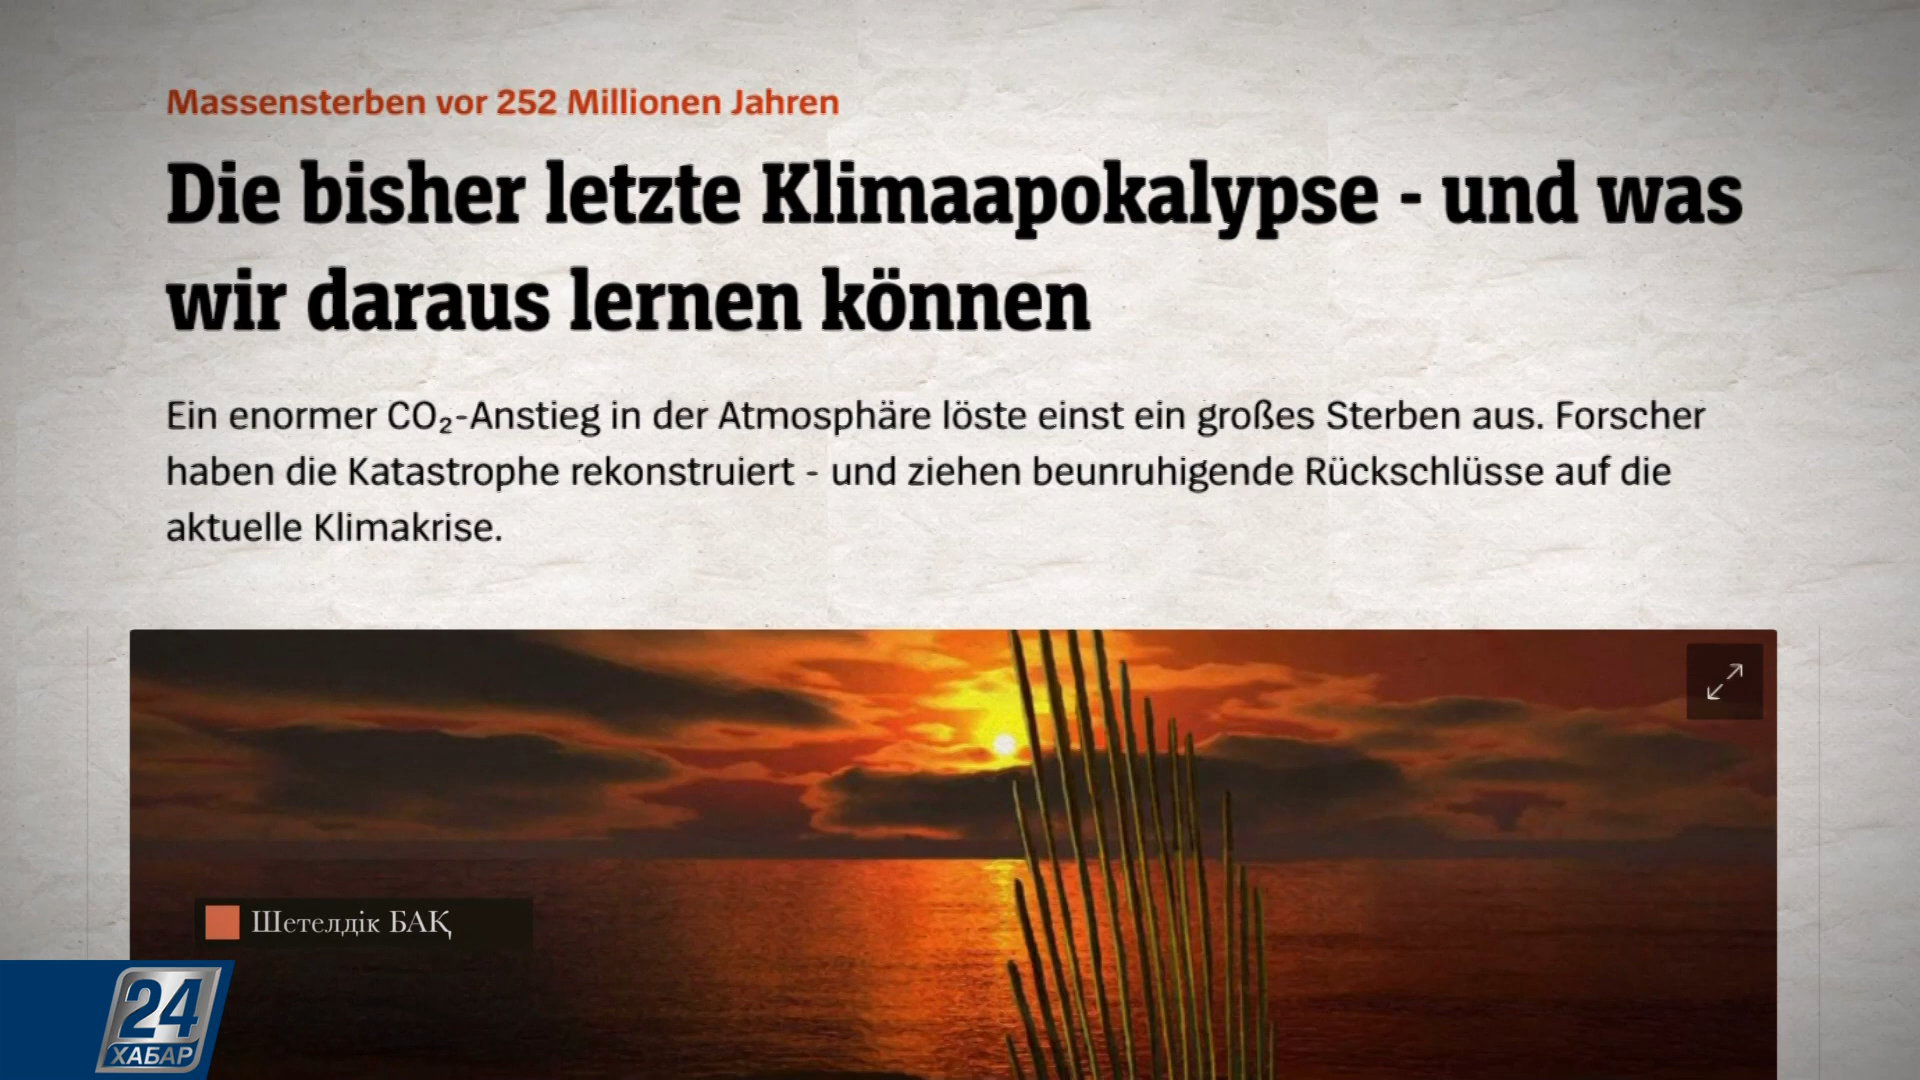 Massensterben vor 252 Millionen Jahren
Die bisher letzte Klimaapokalypse - und was
wir daraus lernen können
Ein enormer CO₂-Anstieg in der Atmosphäre löste einst ein großes Sterben aus. Forscher
haben die Katastrophe rekonstruiert - und ziehen beunruhigende Rückschlüsse auf die
aktuelle Klimakrise.
Шетелдік БАҚ
24
ХАБАР